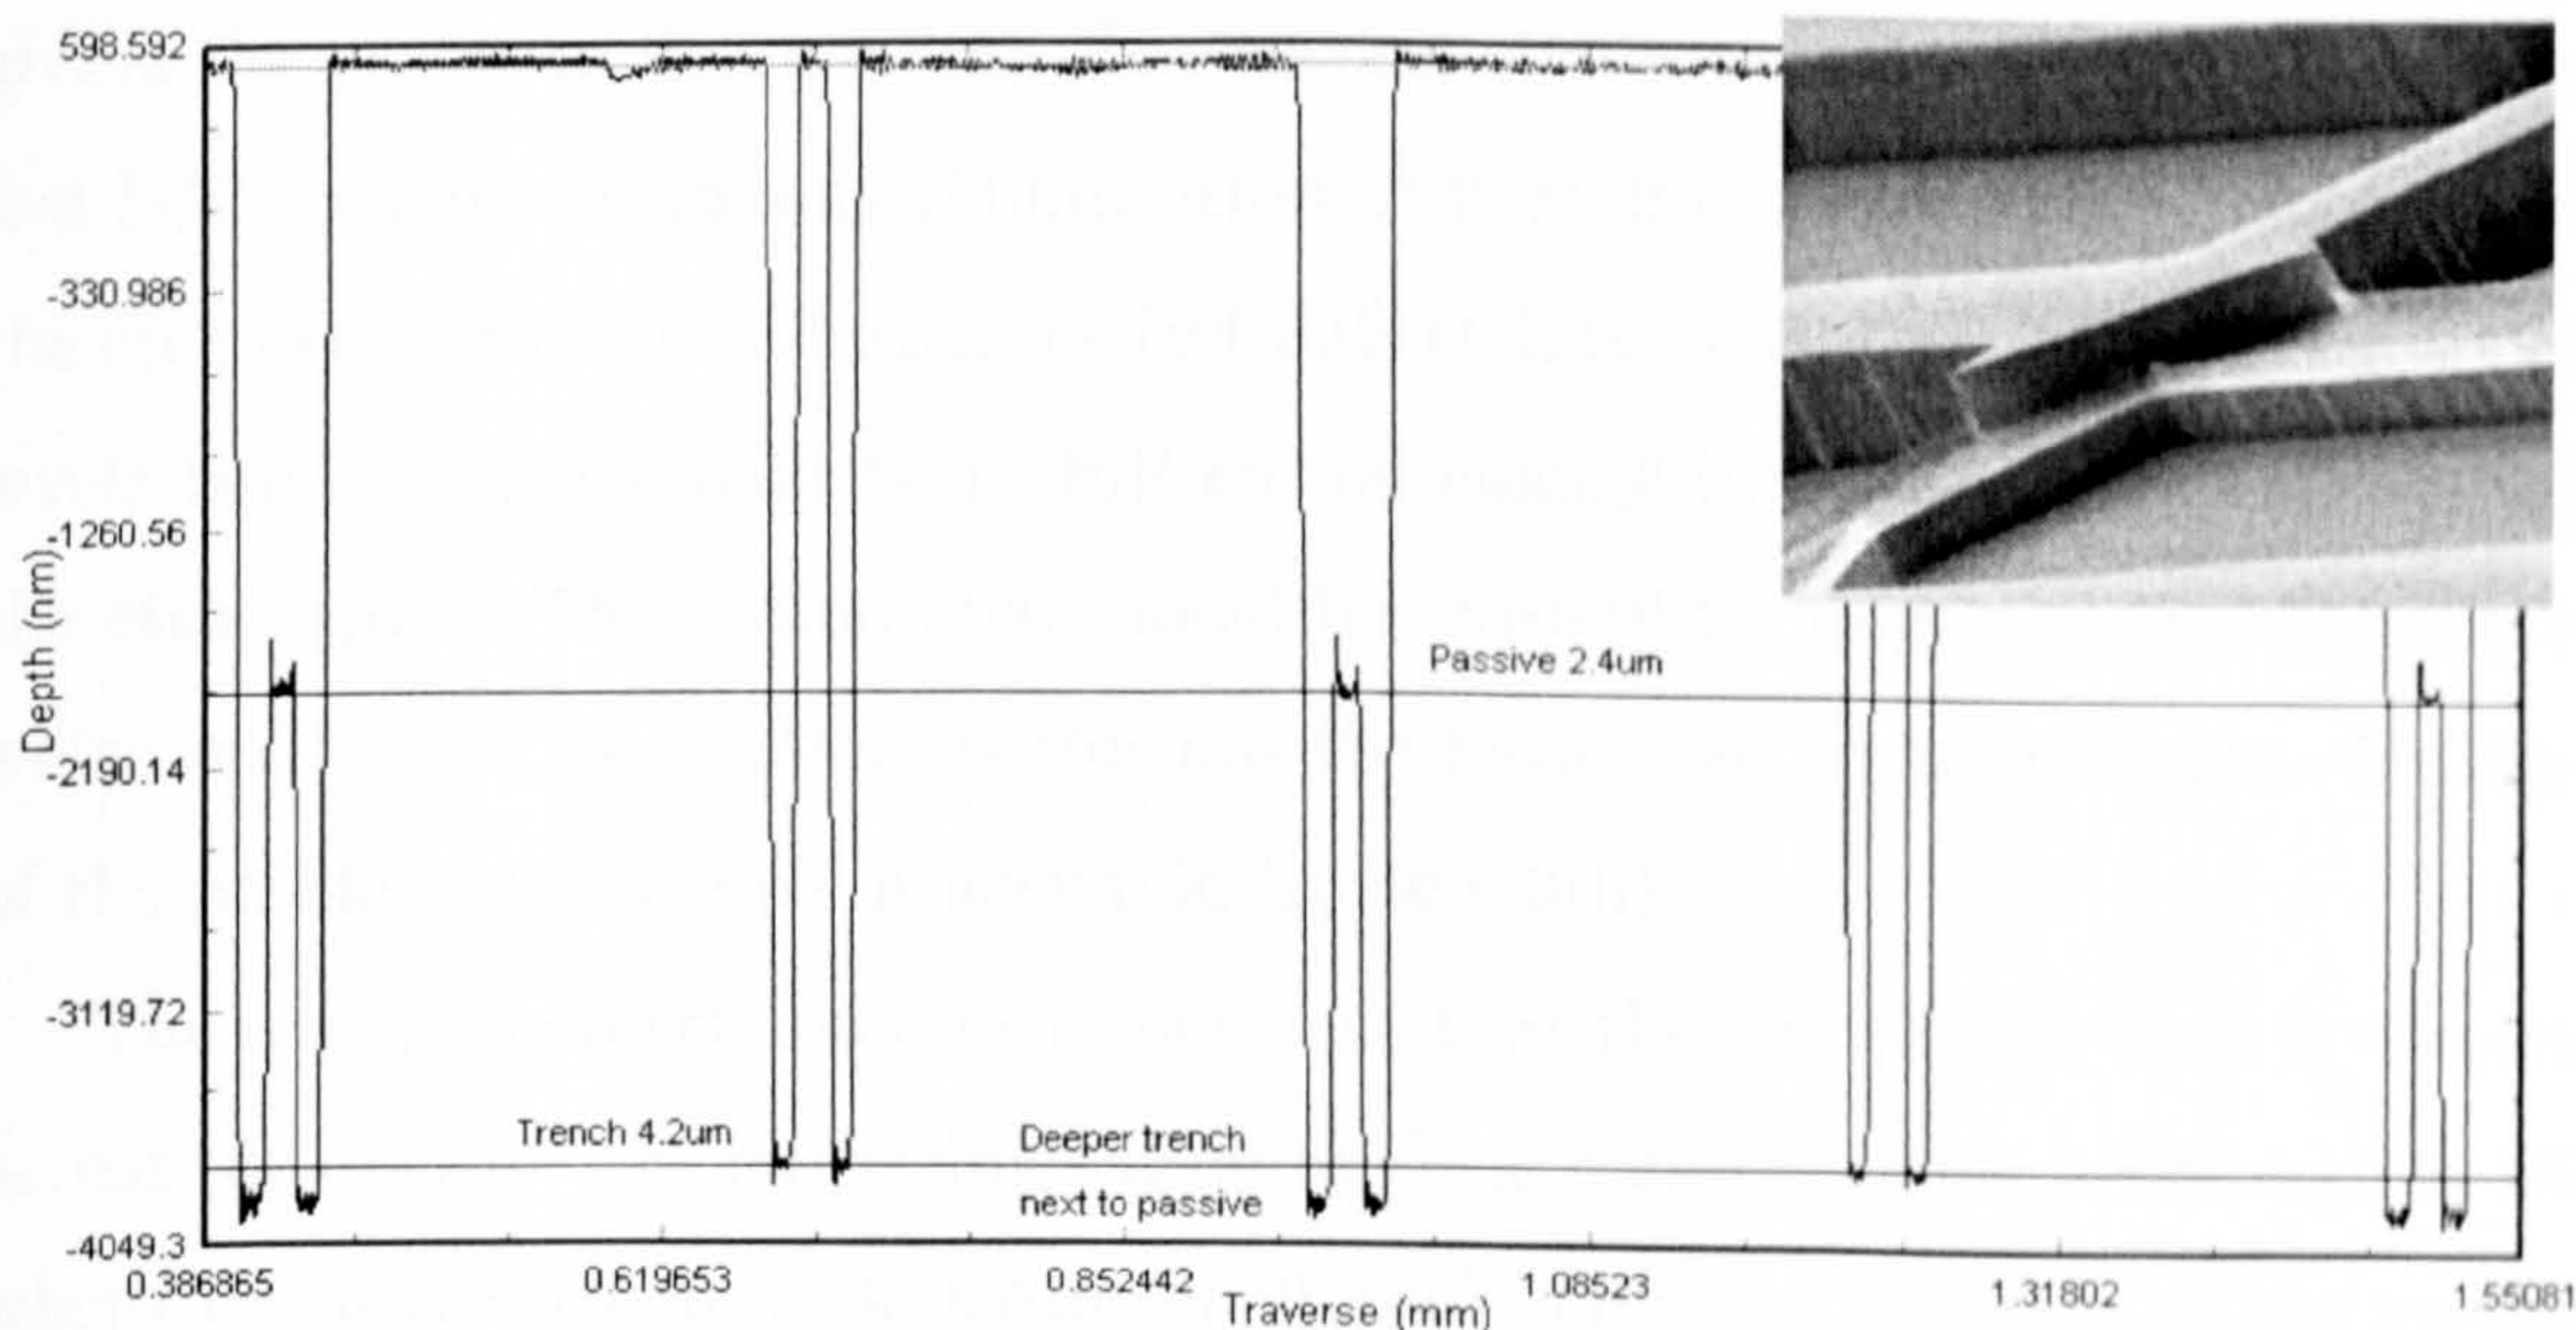 598.592
-330.986
-1260.56
-2190.14
-3119.72
-4049.3
Depth (nm)
Passive 2.4um
Trench 4.2um
Deeper trench
next to passive
0.386865
0.619653
0.852442
1.08523
1.31802
1.55081
Traverse (mm)